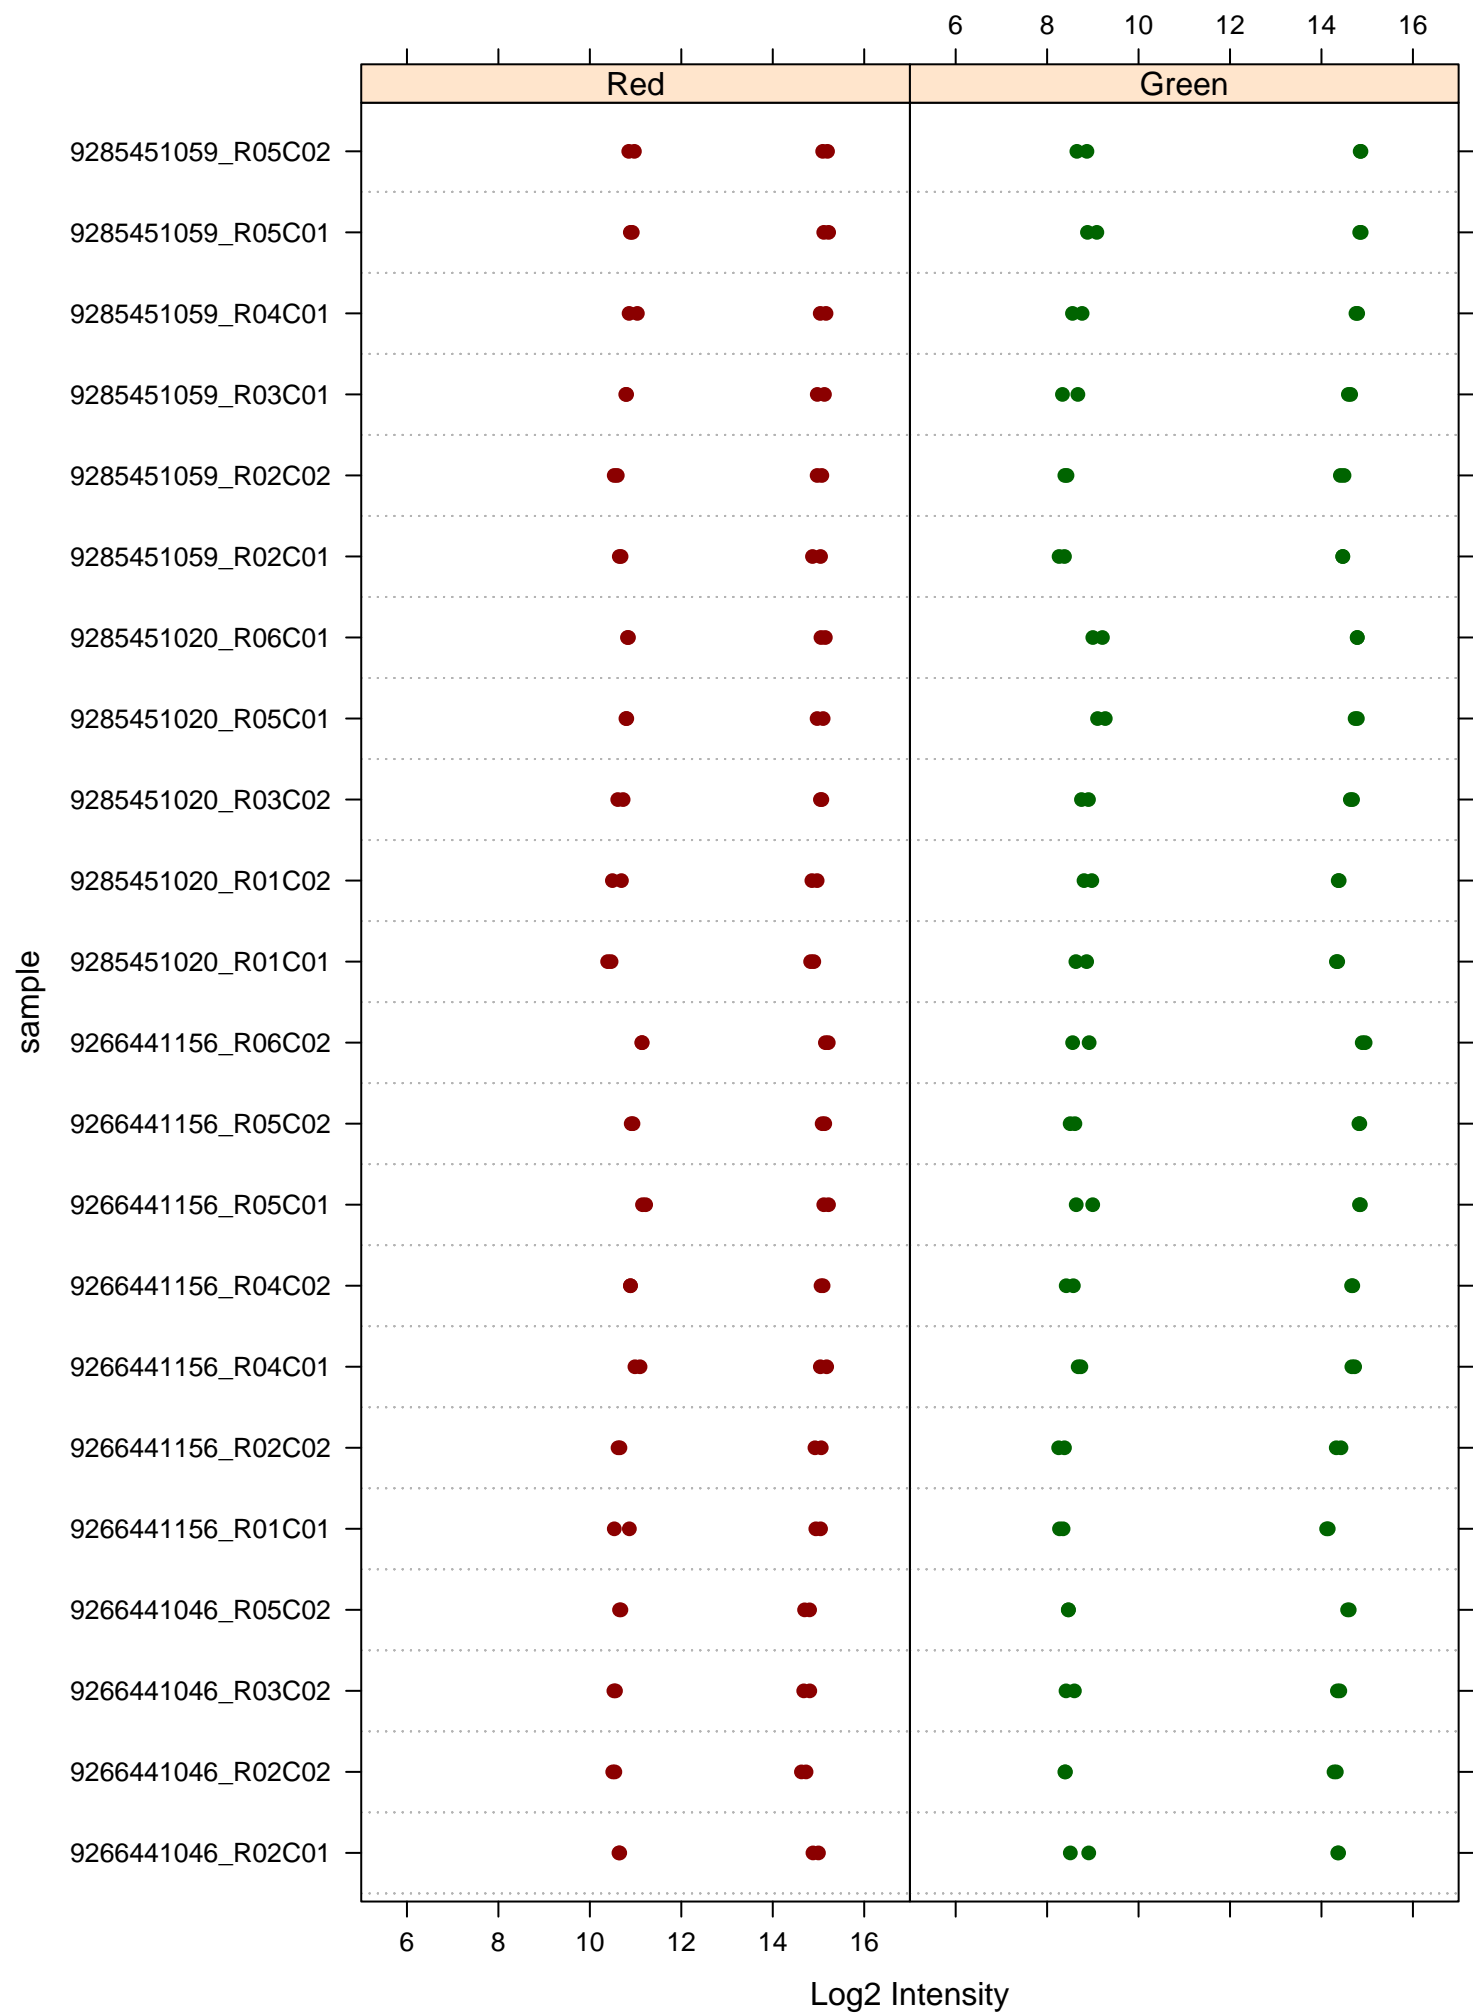 6 8 10 12 14 16
Red Green
9285451059_R05C02
9285451059_R05C01
9285451059_R04C01
9285451059_R03C01
9285451059_R02C02
9285451059_R02C01
9285451020_R06C01
9285451020_R05C01
9285451020_R03C02
9285451020_R01C02
9285451020_R01C01
sample
9266441156_R06C02
9266441156_R05C02
9266441156_R05C01
9266441156_R04C02
9266441156_R04C01
9266441156_R02C02
9266441156_R01C01
9266441046_R05C02
9266441046_R03C02
9266441046_R02C02
9266441046_R02C01
6 8 10 12 14 16
Log2 Intensity